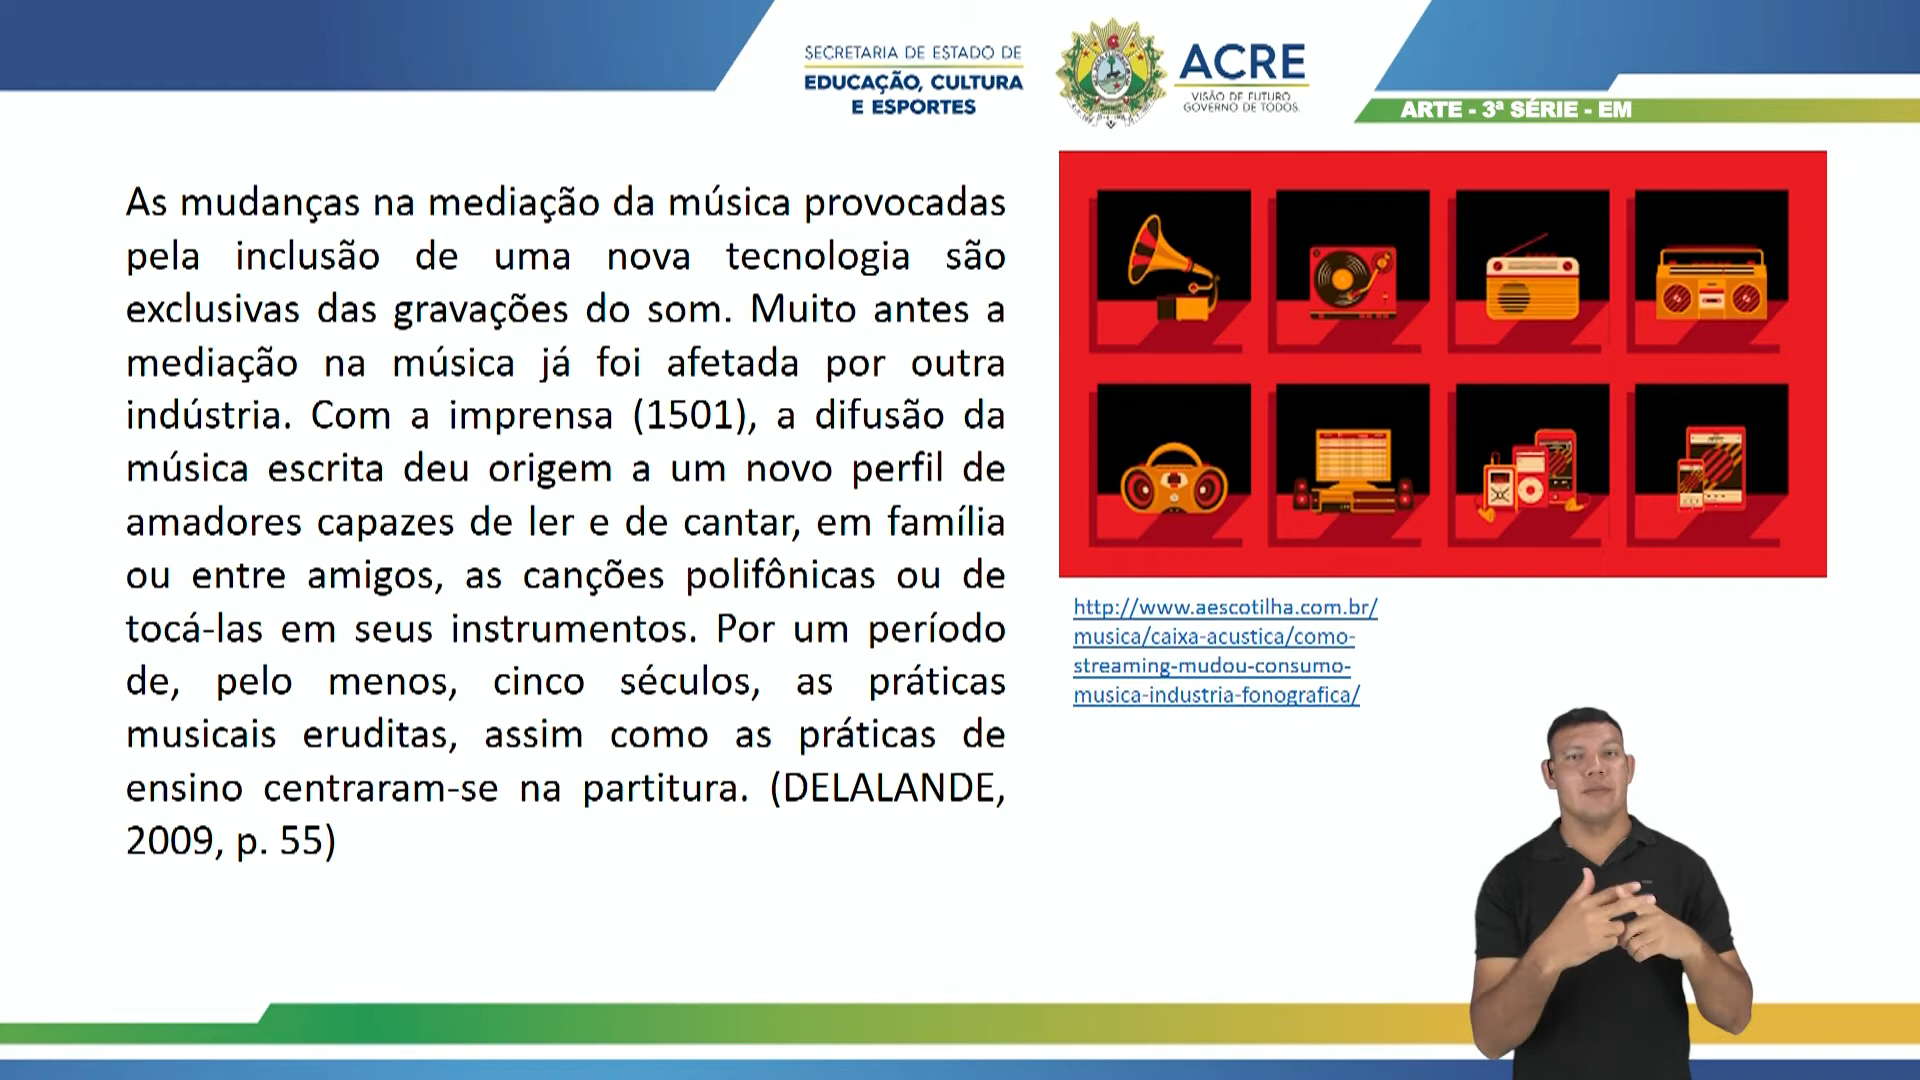 SECRETARIA DE ESTADO DE
EDUCAÇÃO, CULTURA
E ESPORTES
ACRE
VISÃO DE FUTURO
GOVERNO DE TODOS.
ARTE - 3ª SÉRIE - EM
As mudanças na mediação da música provocadas
pela inclusão de uma nova tecnologia são
exclusivas das gravações do som. Muito antes a
mediação na música já foi afetada por outra
indústria. Com a imprensa (1501), a difusão da
música escrita deu origem a um novo perfil de
amadores capazes de ler e de cantar, em família
ou entre amigos, as canções polifônicas ou de
tocá-las em seus instrumentos. Por um período
de, pelo menos, cinco séculos, as práticas
musicais eruditas, assim como as práticas de
ensino centraram-se na partitura. (DELALANDE,
2009, p. 55)
http://www.aescotilha.com.br/
musica/caixa-acustica/como-
streaming-mudou-consumo-
musica-industria-fonografica/